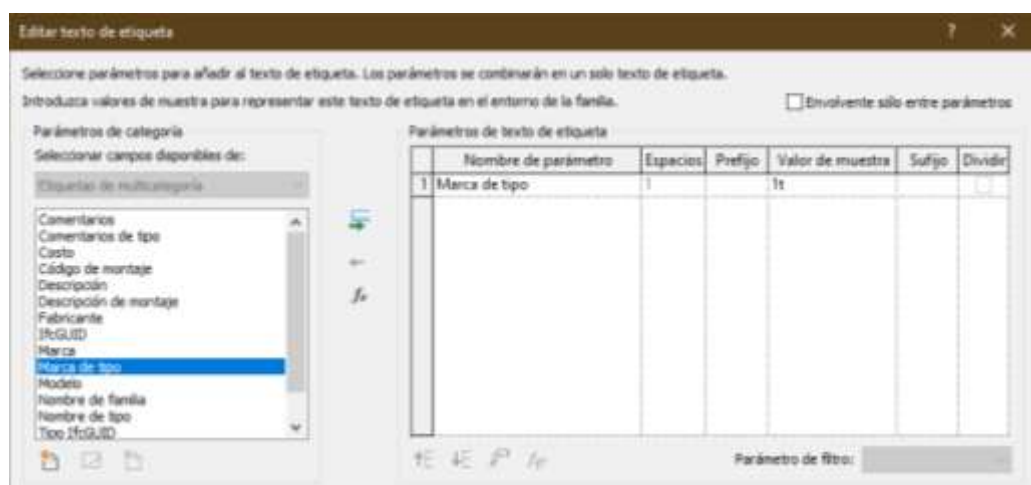 Editar texto de etiqueta ? ×
Seleccione parámetros para añadir al texto de etiqueta. Los parámetros se combinarán en un solo texto de etiqueta.
Introduzca valores de muestra para representar este texto de etiqueta en el entorno de la familia.
Envolvente sólo entre parámetros
Parámetros de categoría
Seleccionar campos disponibles de:
Etiquetas de multicategoría
Comentarios
Comentarios de tipo
Costo
Código de montaje
Descripción
Descripción de montaje
Fabricante
IfcGUID
Marca
Marca de tipo
Modelo
Nombre de familia
Nombre de tipo
Tipo IfcGUID
fx
Parámetros de texto de etiqueta
Nombre de parámetro Espacios Prefijo Valor de muestra Sufijo Dividir
1 Marca de tipo 1 1t
Parámetro de filtro: